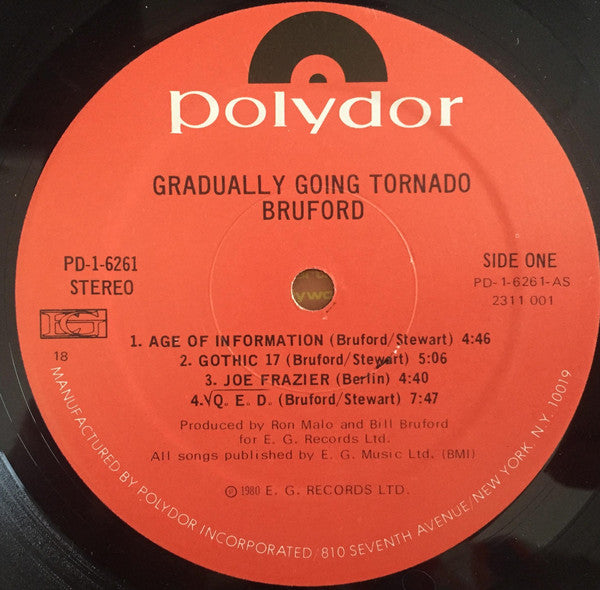 polydor
GRADUALLY GOING TORNADO
BRUFORD
PD-1-6261
STEREO
SIDE ONE
PD-1-6261-AS
2311 001
EG
18
1. AGE OF INFORMATION (Bruford/Stewart) 4:46
2. GOTHIC 17 (Bruford/Stewart) 5:06
3. JOE FRAZIER (Berlin) 4:40
4.√Q. E. D. (Bruford/Stewart) 7:47
Produced by Ron Malo and Bill Bruford
for E. G. Records Ltd.
All songs published by E. G. Music Ltd. (BMI)
℗1980 E. G. RECORDS LTD.
MANUFACTURED BY POLYDOR INCORPORATED/810 SEVENTH AVENUE/NEW YORK, N.Y. 10019